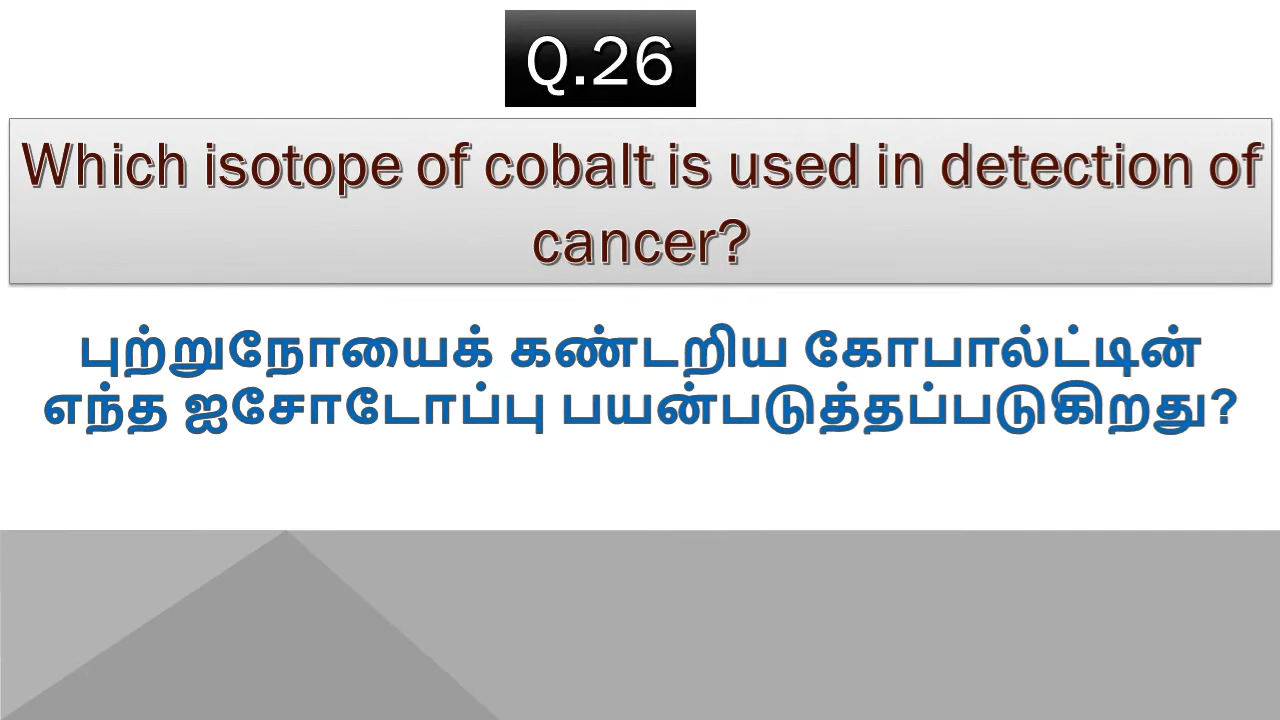 Q.26
Which isotope of cobalt is used in detection of
cancer?
புற்றுநோயைக் கண்டறிய கோபால்ட்டின்
எந்த ஐசோடோப்பு பயன்படுத்தப்படுகிறது?